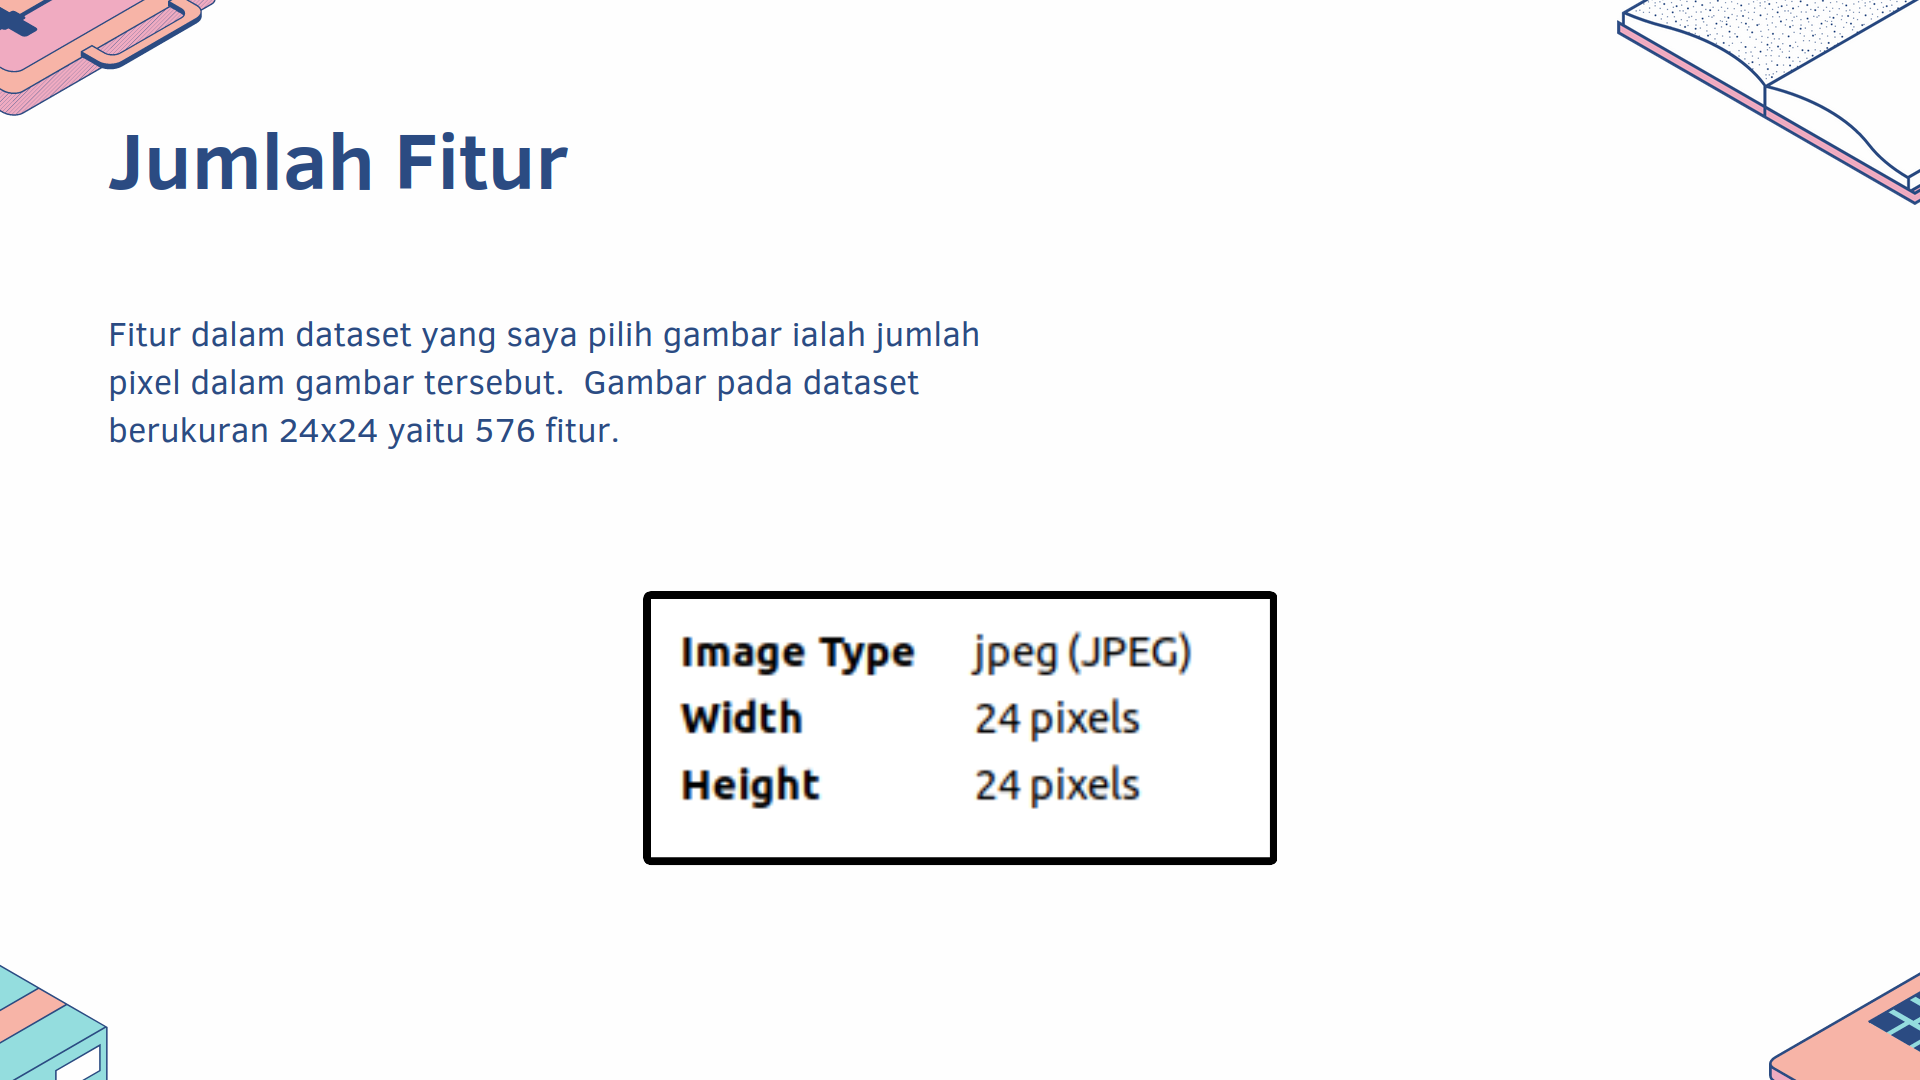 Jumlah Fitur
Fitur dalam dataset yang saya pilih gambar ialah jumlah
pixel dalam gambar tersebut.  Gambar pada dataset
berukuran 24x24 yaitu 576 fitur.
Image Type jpeg (JPEG)
Width 24 pixels
Height 24 pixels